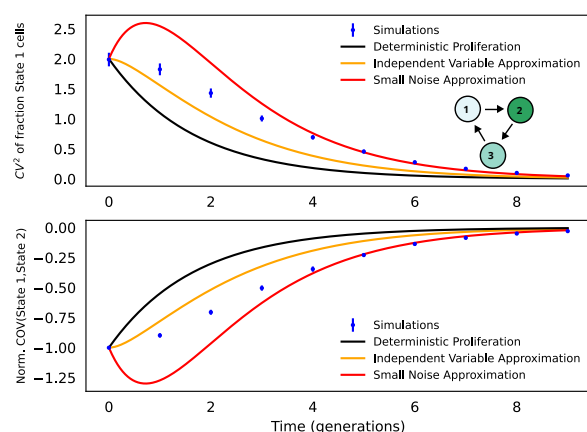 CV² of fraction State 1 cells
2.5
2.0
1.5
1.0
0.5
0.0
Simulations
Deterministic Proliferation
Independent Variable Approximation
Small Noise Approximation
1
2
3
0
2
4
6
8
Norm. COV(State 1,State 2)
0.00
−0.25
−0.50
−0.75
−1.00
−1.25
Simulations
Deterministic Proliferation
Independent Variable Approximation
Small Noise Approximation
0
2
4
6
8
Time (generations)